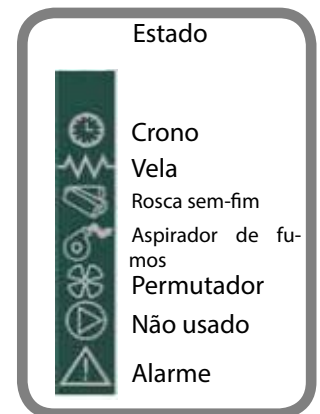 Estado
Crono
Vela
Rosca sem-fim
Aspirador de fu-
mos
Permutador
Não usado
Alarme